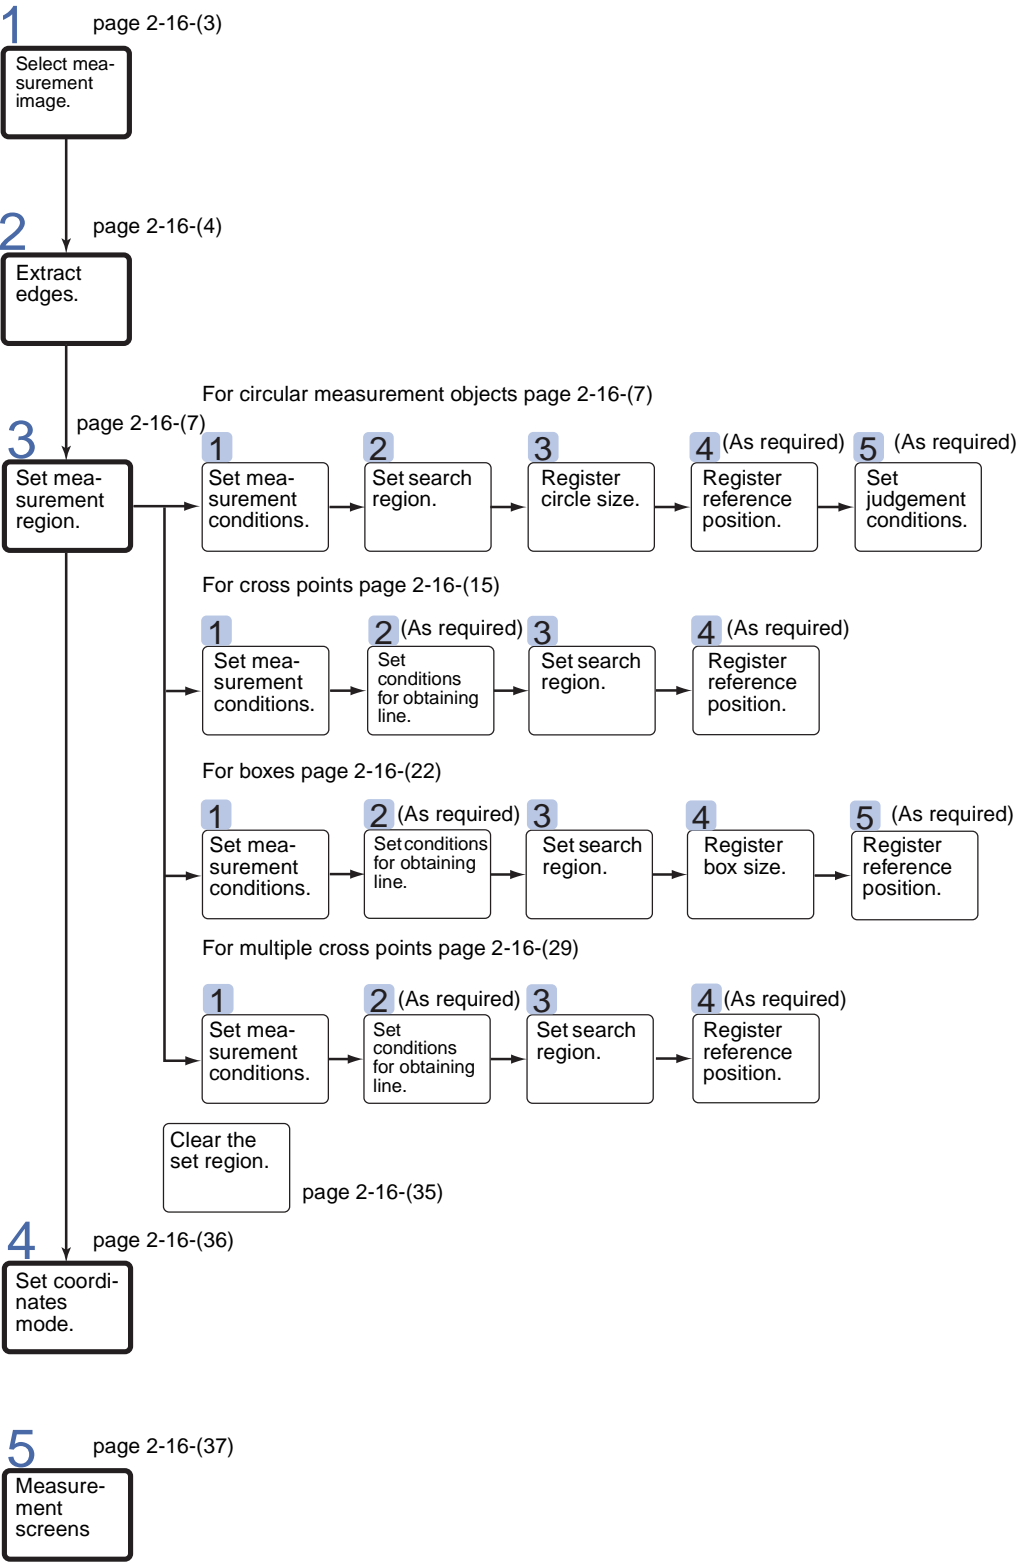 1
page 2-16-(3)
Select mea-
surement
image.
2
page 2-16-(4)
Extract
edges.
For circular measurement objects page 2-16-(7)
3
page 2-16-(7)
Set mea-
surement
region.
1
Set mea-
surement
conditions.
2
Set search
region.
3
Register
circle size.
4 (As required)
Register
reference
position.
5 (As required)
Set
judgement
conditions.
For cross points page 2-16-(15)
1
Set mea-
surement
conditions.
2 (As required)
Set
conditions
for obtaining
line.
3
Set search
region.
4 (As required)
Register
reference
position.
For boxes page 2-16-(22)
1
Set mea-
surement
conditions.
2 (As required)
Set conditions
for obtaining
line.
3
Set search
region.
4
Register
box size.
5 (As required)
Register
reference
position.
For multiple cross points page 2-16-(29)
1
Set mea-
surement
conditions.
2 (As required)
Set
conditions
for obtaining
line.
3
Set search
region.
4 (As required)
Register
reference
position.
Clear the
set region.
page 2-16-(35)
4
page 2-16-(36)
Set coordi-
nates
mode.
5
page 2-16-(37)
Measure-
ment
screens